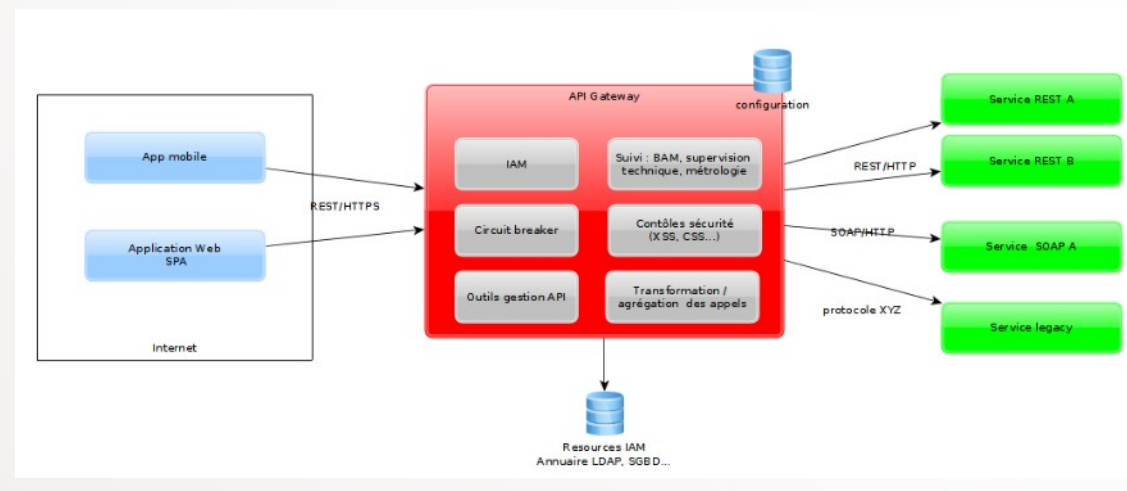 configuration
API Gateway
App mobile
Application Web
SPA
Internet
REST/HTTPS
IAM
Suivi : BAM, supervision
technique, métrologie
Circuit breaker
Contôles sécurité
(XSS, CSS...)
Outils gestion API
Transformation /
agrégation des appels
Service REST A
REST/HTTP
Service REST B
SOAP/HTTP
Service SOAP A
protocole XYZ
Service legacy
Resources IAM
Annuaire LDAP, SGBD...